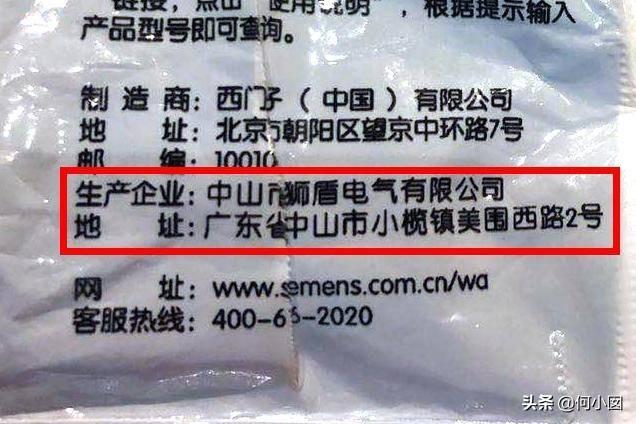 链接，点击"使用说明"，根据提示输入
产品型号即可查询。
制造商：西门子（中国）有限公司
地 址：北京市朝阳区望京中环路7号
邮 编：10010
生产企业：中山市狮盾电气有限公司
地 址：广东省中山市小榄镇美围西路2号
网 址：www.semens.com.cn/wa
客服热线：400-66-2020
头条 @何小囡